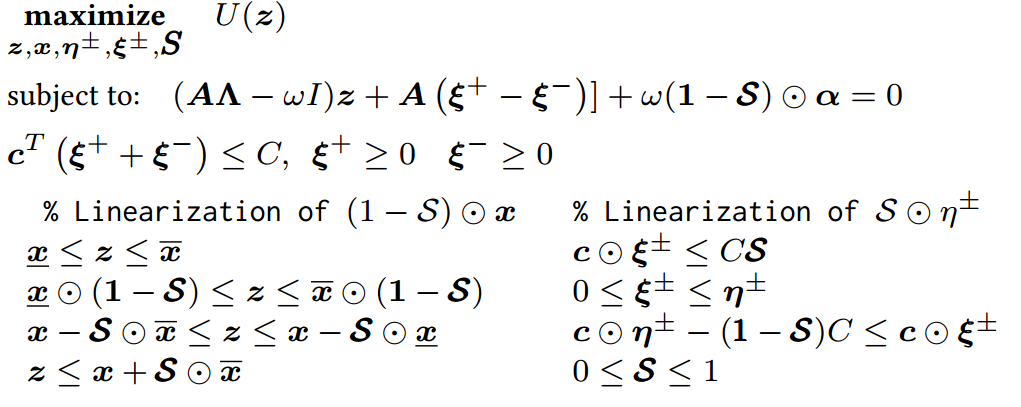 maximize U(z)
z,x,η±,ξ±,S
subject to: (AΛ − ωI)z + A (ξ⁺ − ξ⁻)] + ω(1 − S) ⊙ α = 0
cᵀ (ξ⁺ + ξ⁻) ≤ C, ξ⁺ ≥ 0 ξ⁻ ≥ 0
% Linearization of (1 − S) ⊙ x
x̲ ≤ z ≤ x̅
x̲ ⊙ (1 − S) ≤ z ≤ x̅ ⊙ (1 − S)
x − S ⊙ x̅ ≤ z ≤ x − S ⊙ x̲
z ≤ x + S ⊙ x̅
% Linearization of S ⊙ η±
c ⊙ ξ± ≤ CS
0 ≤ ξ± ≤ η±
c ⊙ η± − (1 − S)C ≤ c ⊙ ξ±
0 ≤ S ≤ 1